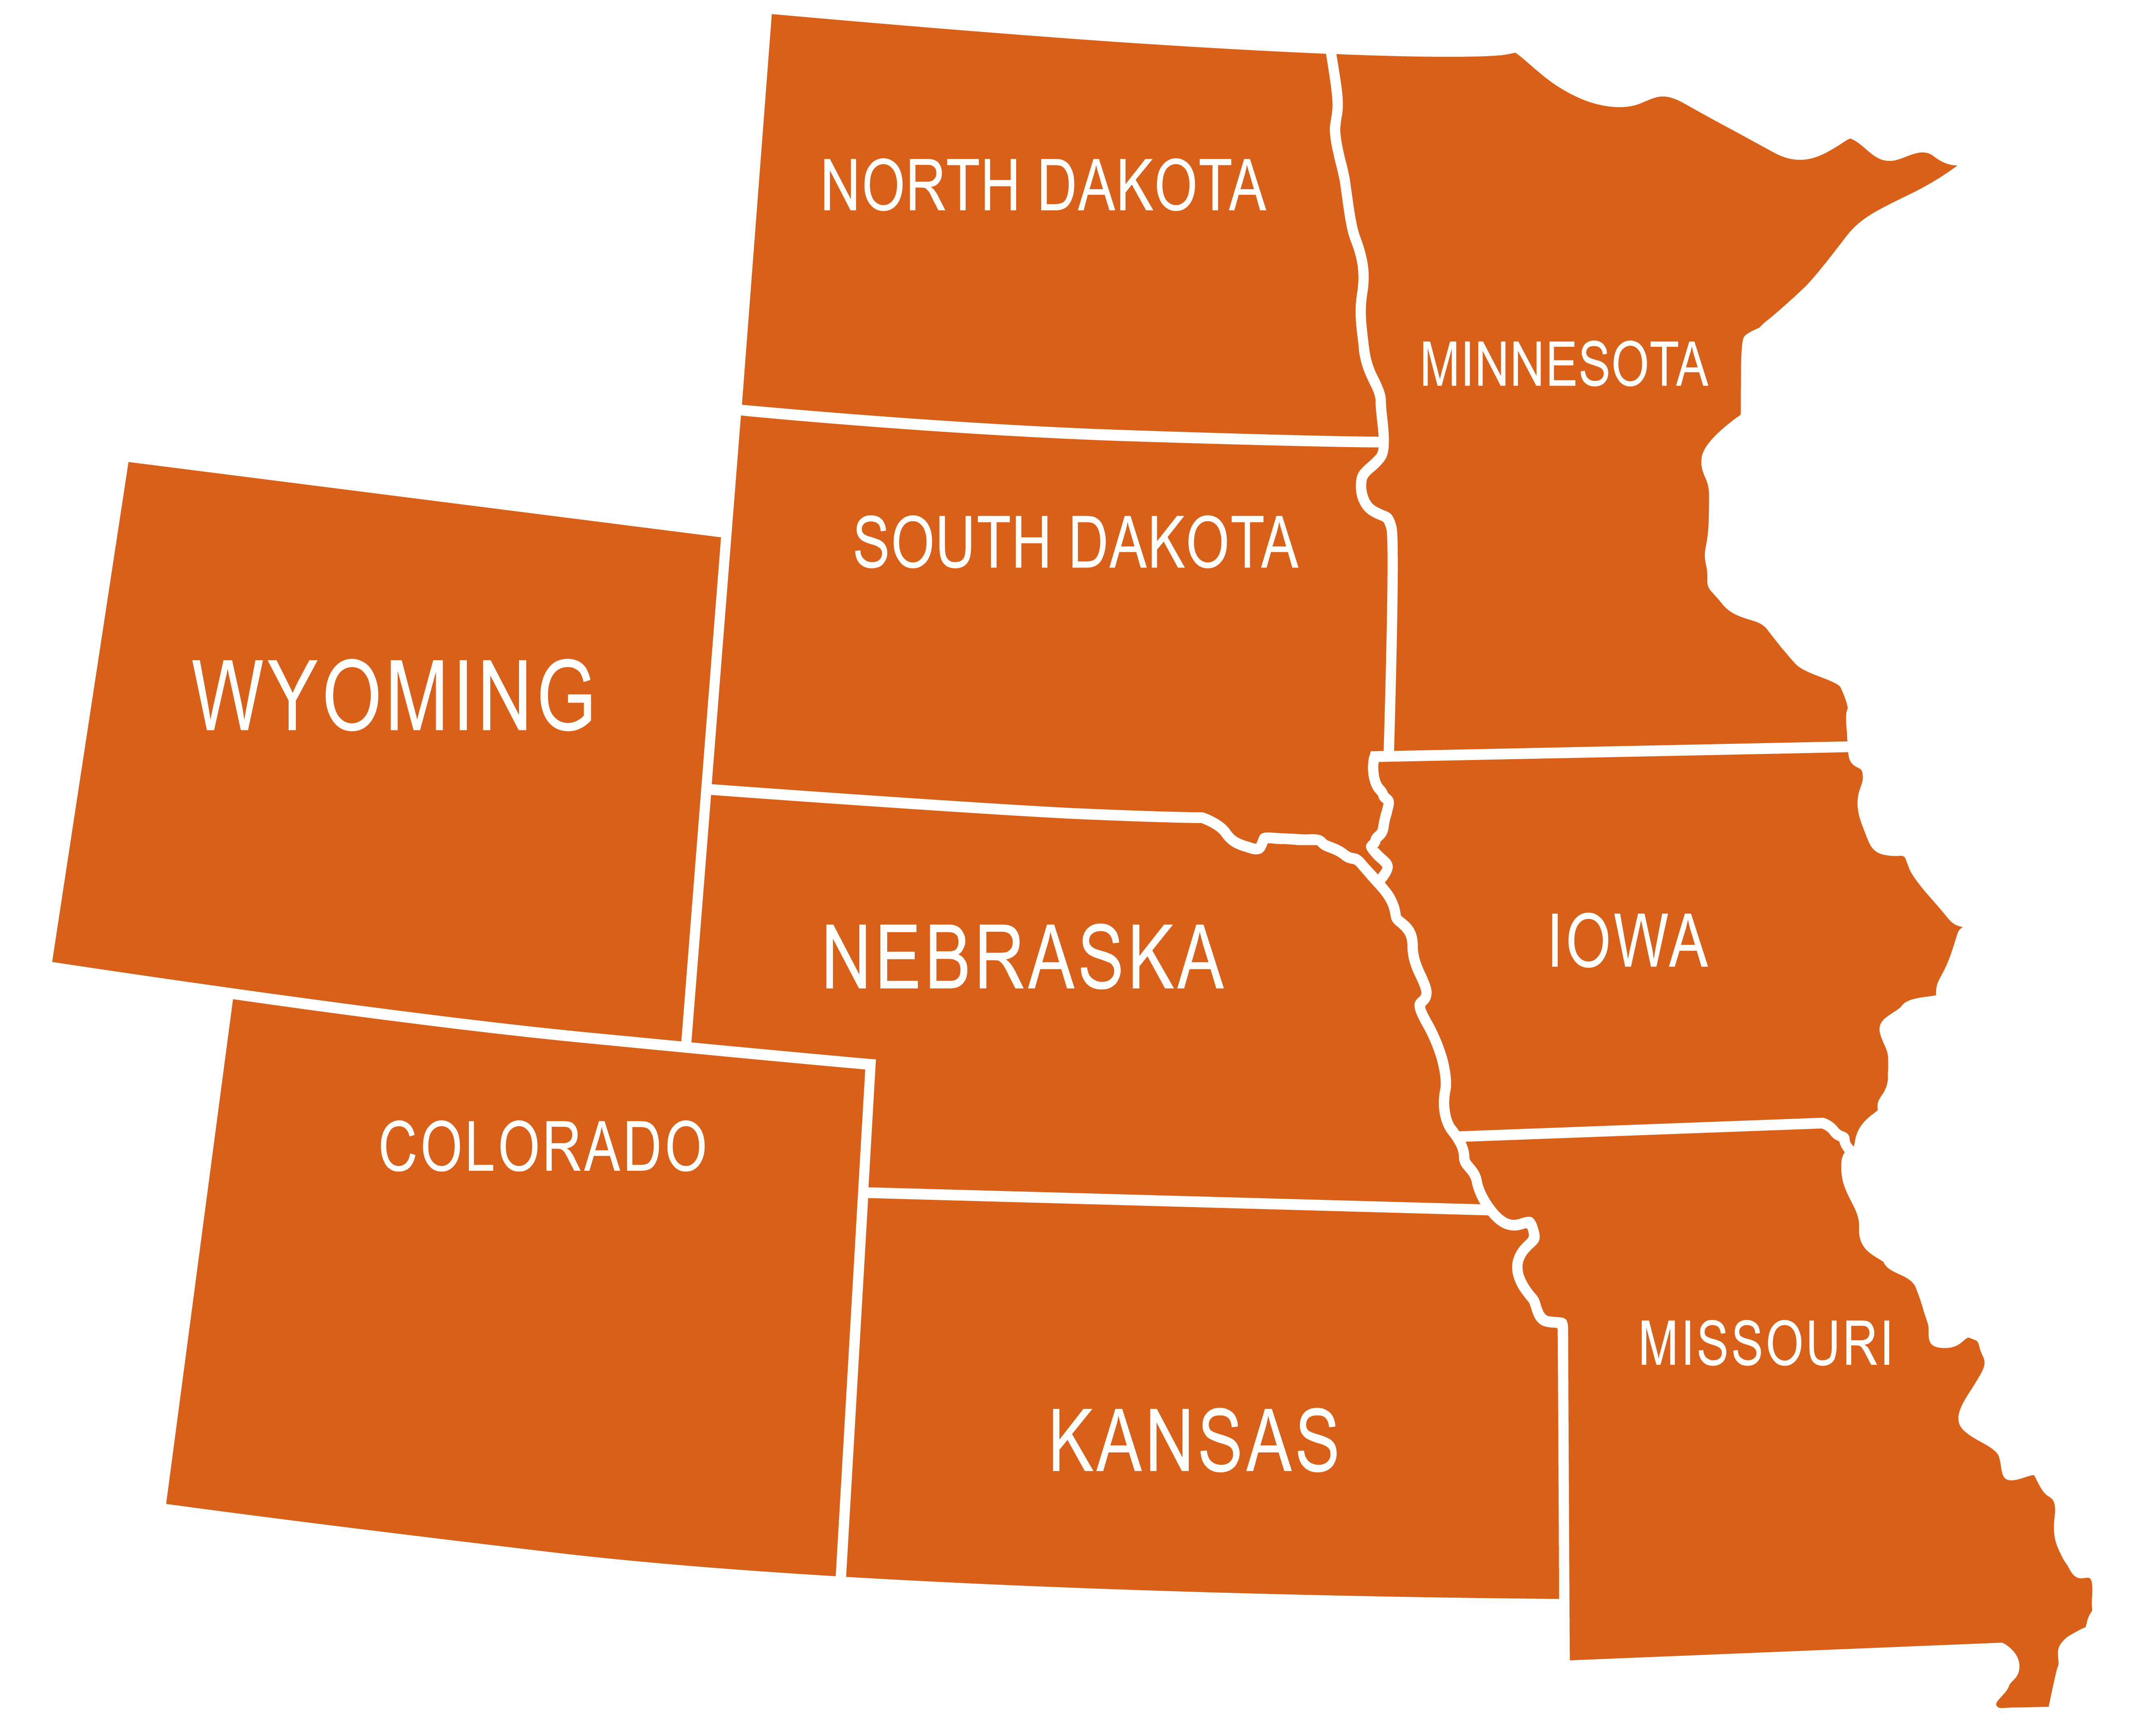 NORTH DAKOTA
MINNESOTA
SOUTH DAKOTA
WYOMING
NEBRASKA
IOWA
COLORADO
MISSOURI
KANSAS